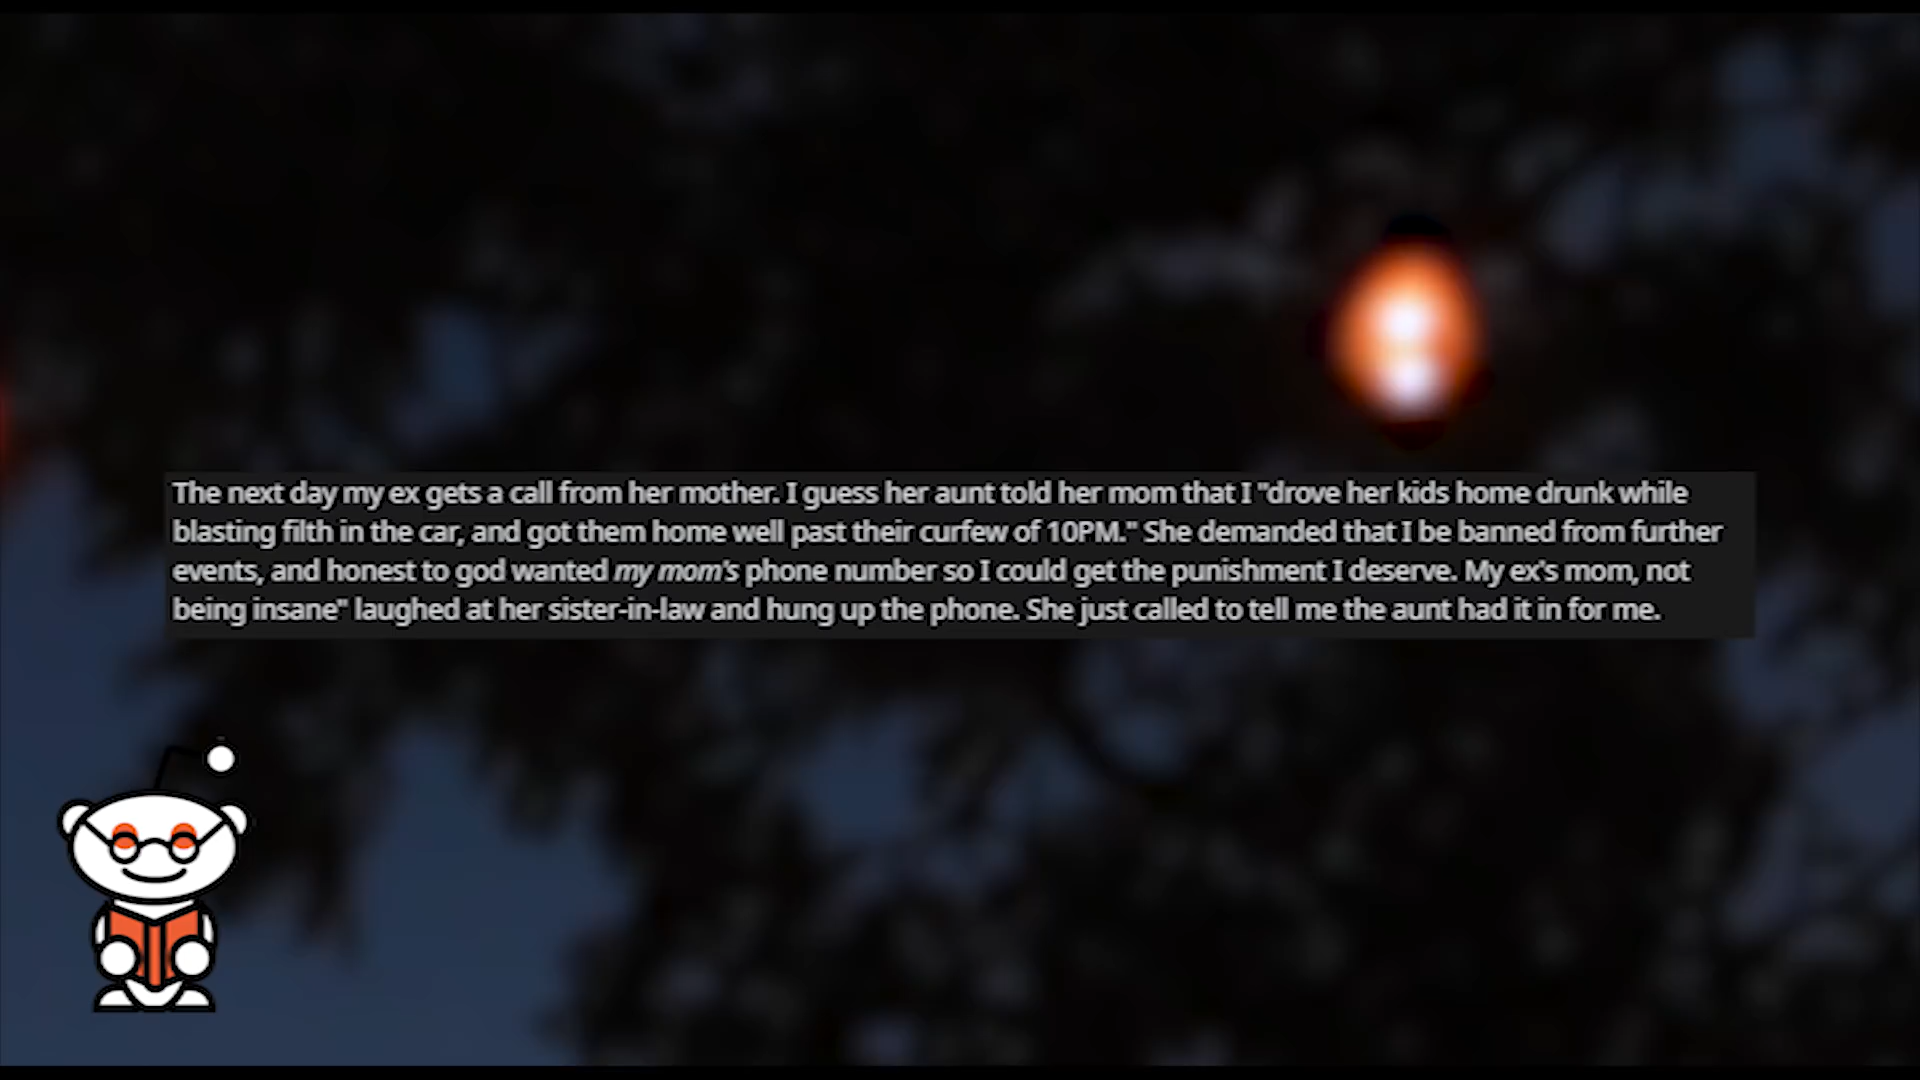 The next day my ex gets a call from her mother. I guess her aunt told her mom that I "drove her kids home drunk while
blasting filth in the car, and got them home well past their curfew of 10PM." She demanded that I be banned from further
events, and honest to god wanted my mom's phone number so I could get the punishment I deserve. My ex's mom, not
being insane" laughed at her sister-in-law and hung up the phone. She just called to tell me the aunt had it in for me.